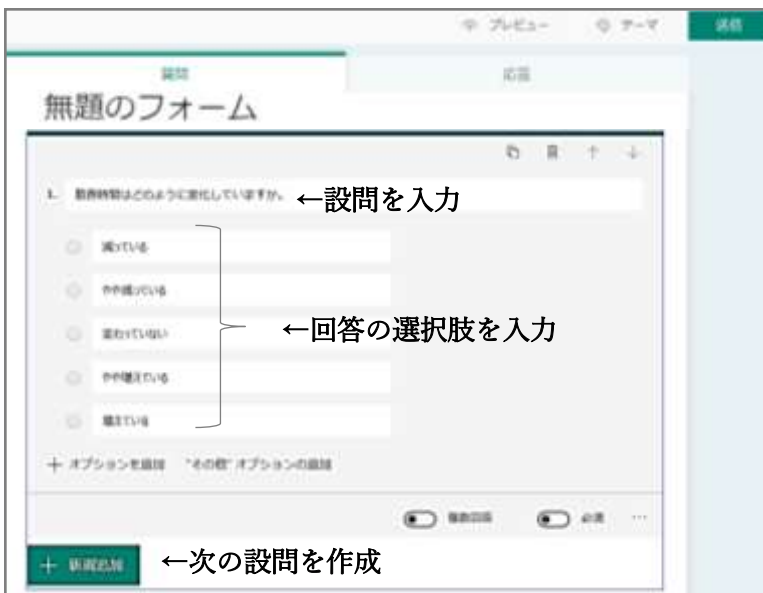 プレビュー テーマ 送信
質問 応答
無題のフォーム
1. 勤務時間はどのように変化していますか。 ←設問を入力
減っている
やや減っている
変わっていない ←回答の選択肢を入力
やや増えている
増えている
+ オプションを追加 "その他" オプションの追加
複数回答 必須 …
+ 新規追加 ←次の設問を作成